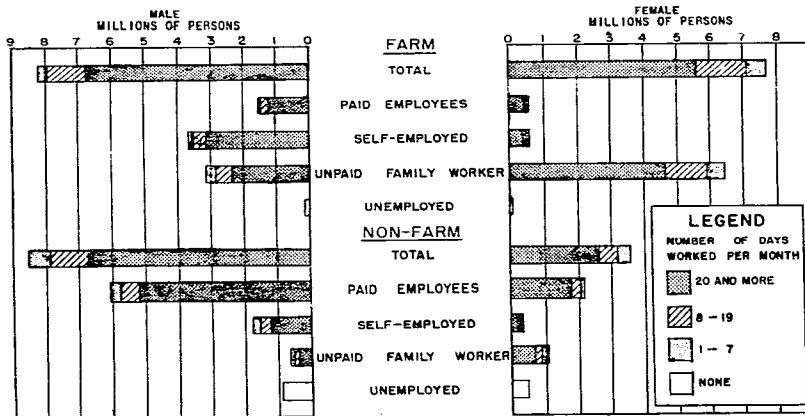 MALE
MILLIONS OF PERSONS
9 8 7 6 5 4 3 2 1 0
FEMALE
MILLIONS OF PERSONS
0 1 2 3 4 5 6 7 8
FARM
TOTAL
PAID EMPLOYEES
SELF-EMPLOYED
UNPAID FAMILY WORKER
UNEMPLOYED
NON-FARM
TOTAL
PAID EMPLOYEES
SELF-EMPLOYED
UNPAID FAMILY WORKER
UNEMPLOYED
LEGEND
NUMBER OF DAYS
WORKED PER MONTH
20 AND MORE
8 - 19
1 - 7
NONE